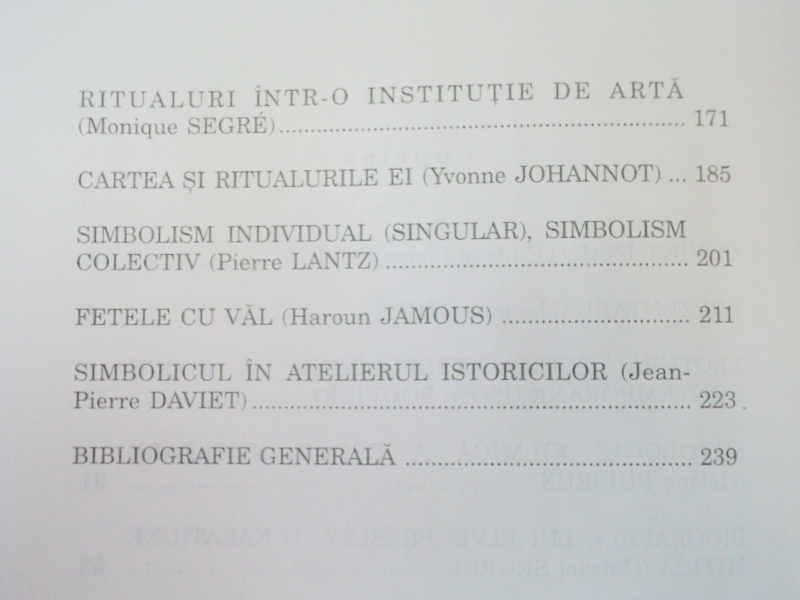 RITUALURI ÎNTR-O INSTITUȚIE DE ARTĂ
(Monique SEGRÉ)................................................................ 171
CARTEA ȘI RITUALURILE EI (Yvonne JOHANNOT) ... 185
SIMBOLISM INDIVIDUAL (SINGULAR), SIMBOLISM
COLECTIV (Pierre LANTZ)................................................ 201
FETELE CU VĂL (Haroun JAMOUS) .............................. 211
SIMBOLICUL ÎN ATELIERUL ISTORICILOR (Jean-
Pierre DAVIET).................................................................. 223
BIBLIOGRAFIE GENERALĂ ............................................ 239